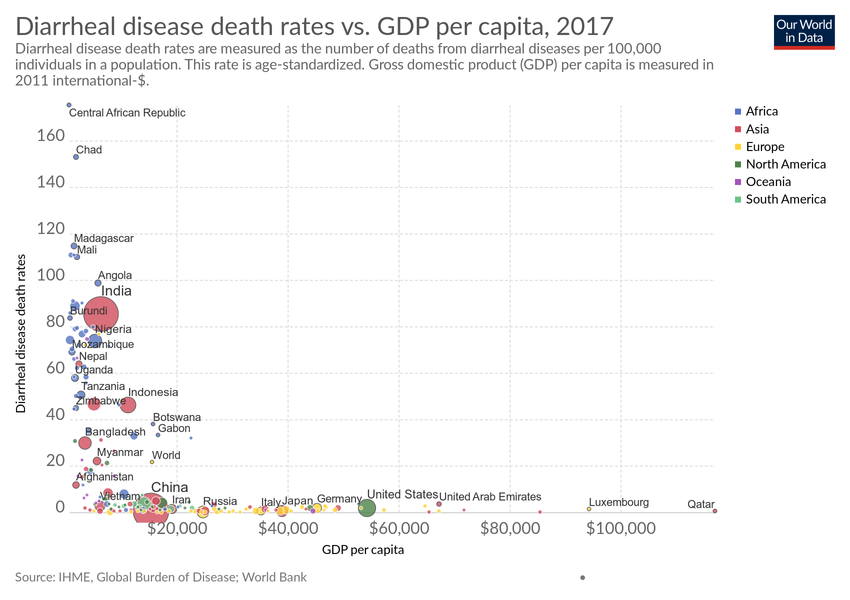 Diarrheal disease death rates vs. GDP per capita, 2017
Our World
in Data
Diarrheal disease death rates are measured as the number of deaths from diarrheal diseases per 100,000
individuals in a population. This rate is age-standardized. Gross domestic product (GDP) per capita is measured in
2011 international-$.
Central African Republic
Africa
Asia
Europe
North America
Oceania
South America
160
Chad
140
120
Madagascar
Mali
100
Angola
India
Burundi
80
Nigeria
Mozambique
Nepal
60
Uganda
Tanzania
Indonesia
Zimbabwe
40
Botswana
Gabon
Bangladesh
Myanmar
World
20
Afghanistan
China
Vietnam
Iran
Russia
Italy
Japan
Germany
United States
United Arab Emirates
Luxembourg
Qatar
0
$20,000
$40,000
$60,000
$80,000
$100,000
Diarrheal disease death rates
GDP per capita
Source: IHME, Global Burden of Disease; World Bank